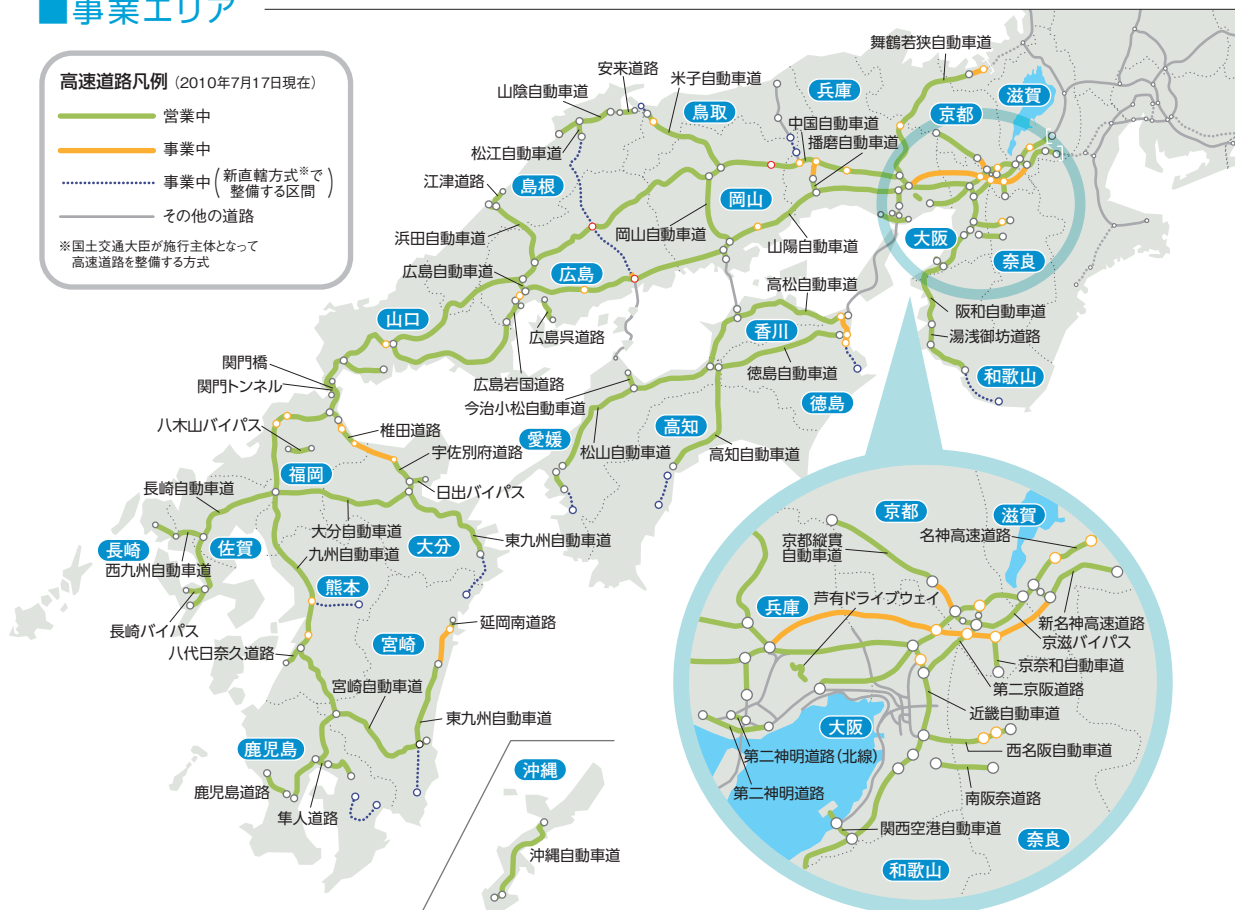 ■事業エリア
高速道路凡例（2010年7月17日現在）
営業中
事業中
事業中（新直轄方式※で
整備する区間）
その他の道路
※国土交通大臣が施行主体となって
高速道路を整備する方式
舞鶴若狭自動車道
安来道路
米子自動車道
兵庫
滋賀
山陰自動車道
鳥取
京都
中国自動車道
播磨自動車道
松江自動車道
江津道路
島根
岡山
浜田自動車道
岡山自動車道
山陽自動車道
大阪
奈良
広島自動車道
広島
高松自動車道
阪和自動車道
山口
広島呉道路
香川
湯浅御坊道路
関門橋
関門トンネル
広島岩国道路
徳島自動車道
和歌山
今治小松自動車道
徳島
八木山バイパス
椎田道路
愛媛
高知
宇佐別府道路
松山自動車道
高知自動車道
福岡
長崎自動車道
日出バイパス
大分自動車道
長崎
佐賀
大分
東九州自動車道
西九州自動車道
九州自動車道
熊本
長崎バイパス
延岡南道路
八代日奈久道路
宮崎
宮崎自動車道
東九州自動車道
鹿児島
鹿児島道路
隼人道路
沖縄
沖縄自動車道
京都
滋賀
名神高速道路
京都縦貫
自動車道
芦有ドライブウェイ
兵庫
新名神高速道路
京滋バイパス
京奈和自動車道
第二京阪道路
近畿自動車道
大阪
西名阪自動車道
第二神明道路（北線）
第二神明道路
南阪奈道路
関西空港自動車道
奈良
和歌山